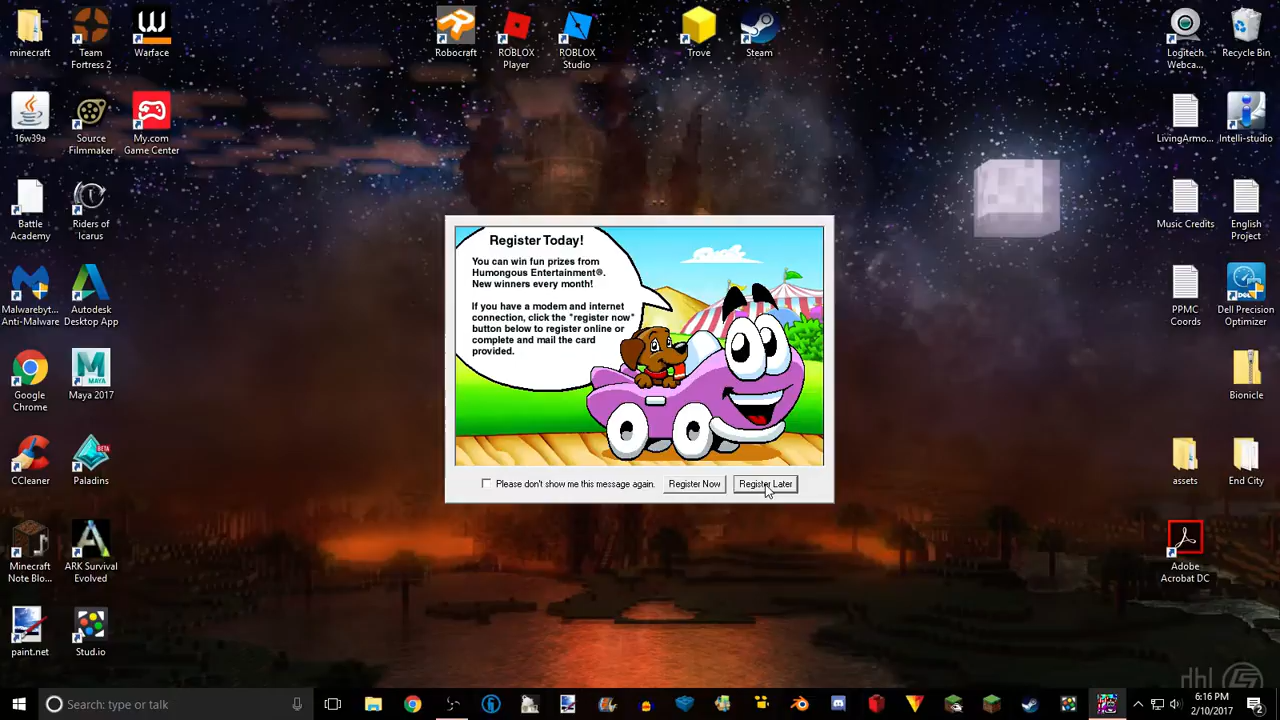 minecraft
Team
Fortress 2
Warface
Robocraft
ROBLOX
Player
ROBLOX
Studio
Trove
Steam
Logitech
Webca...
Recycle Bin
16w39a
Source
Filmmaker
My.com
Game Center
LivingArmo...
Intelli-studio
Battle
Academy
Riders of
Icarus
Music Credits
English
Project
Malwareby...
Anti-Malware
Autodesk
Desktop App
PPMC
Coords
Dell Precision
Optimizer
Google
Chrome
Maya 2017
Bionicle
CCleaner
BETA
Paladins
assets
End City
Minecraft
Note Blo...
ARK Survival
Evolved
Adobe
Acrobat DC
paint.net
Stud.io
Register Today!
You can win fun prizes from
Humongous Entertainment®.
New winners every month!
If you have a modem and internet
connection, click the "register now"
button below to register online or
complete and mail the card
provided.
Please don't show me this message again.
Register Now
Register Later
dhl
Search: type or talk
6:16 PM
2/10/2017
2